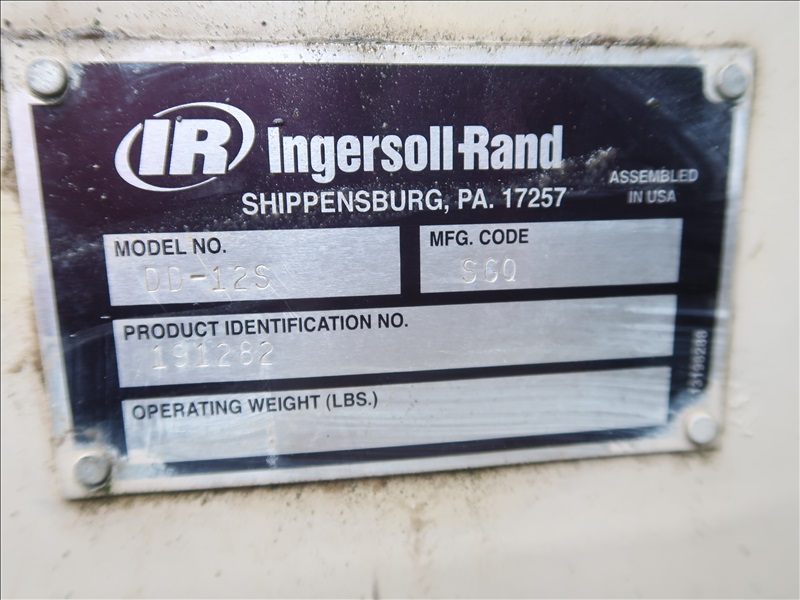 IR Ingersoll-Rand
SHIPPENSBURG, PA. 17257
ASSEMBLED
IN USA
MODEL NO.
DD-12S
MFG. CODE
SCQ
PRODUCT IDENTIFICATION NO.
191282
OPERATING WEIGHT (LBS.)